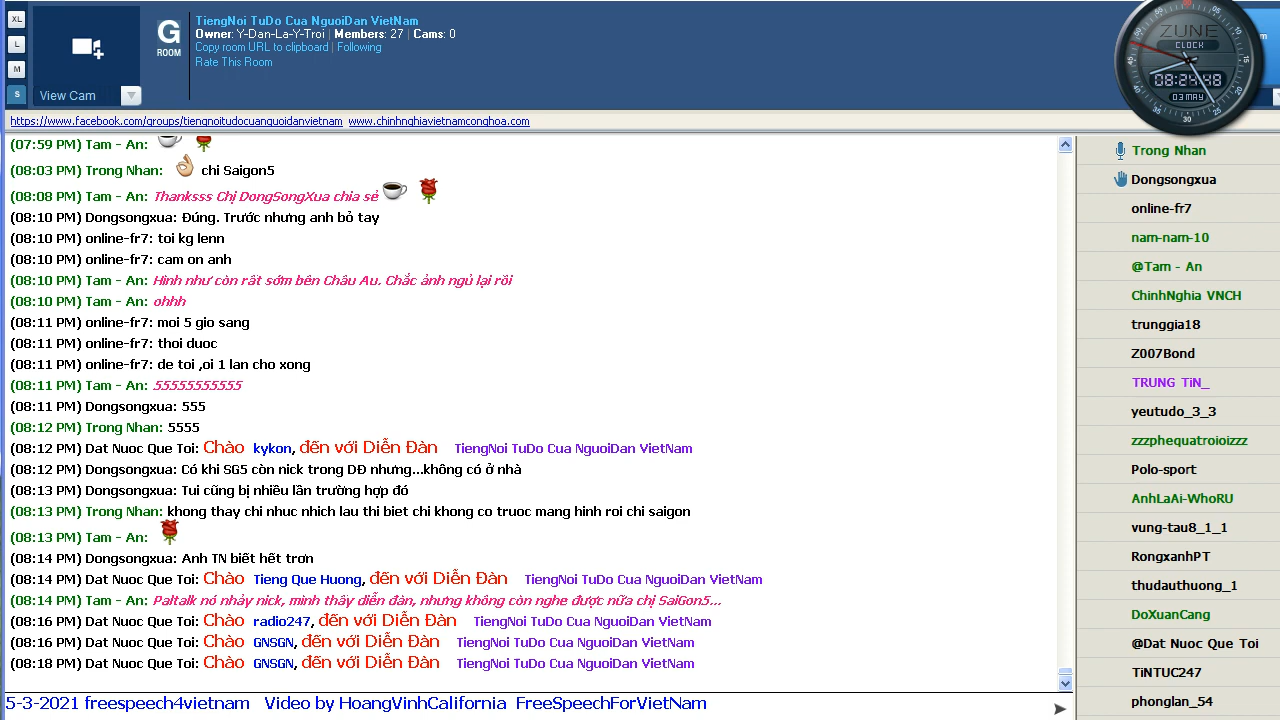 XL
L
M
S
View Cam
G
ROOM
TiengNoi TuDo Cua NguoiDan VietNam
Owner: Y-Dan-La-Y-Troi | Members: 27 | Cams: 0
Copy room URL to clipboard | Following
Rate This Room
ZUNE
CLOCK
08:24:48
03 MAY
https://www.facebook.com/groups/tiengnoitudocuanguoidanvietnam www.chinhnghiavietnamconghoa.com
(07:59 PM) Tam - An:
(08:03 PM) Trong Nhan: chi Saigon5
(08:08 PM) Tam - An: Thanksss Chị DongSongXua chia sẻ
(08:10 PM) Dongsongxua: Đúng. Trước nhưng anh bỏ tay
(08:10 PM) online-fr7: toi kg lenn
(08:10 PM) online-fr7: cam on anh
(08:10 PM) Tam - An: Hình như còn rất sớm bên Châu Au. Chắc ảnh ngủ lại rồi
(08:10 PM) Tam - An: ohhh
(08:11 PM) online-fr7: moi 5 gio sang
(08:11 PM) online-fr7: thoi duoc
(08:11 PM) online-fr7: de toi ,oi 1 lan cho xong
(08:11 PM) Tam - An: 55555555555
(08:11 PM) Dongsongxua: 555
(08:12 PM) Trong Nhan: 5555
(08:12 PM) Dat Nuoc Que Toi: Chào kykon, đến với Diễn Đàn TiengNoi TuDo Cua NguoiDan VietNam
(08:12 PM) Dongsongxua: Có khi SG5 còn nick trong DĐ nhưng...không có ở nhà
(08:13 PM) Dongsongxua: Tui cũng bị nhiều lần trường hợp đó
(08:13 PM) Trong Nhan: khong thay chi nhuc nhich lau thi biet chi khong co truoc mang hinh roi chi saigon
(08:13 PM) Tam - An:
(08:14 PM) Dongsongxua: Anh TN biết hết trơn
(08:14 PM) Dat Nuoc Que Toi: Chào Tieng Que Huong, đến với Diễn Đàn TiengNoi TuDo Cua NguoiDan VietNam
(08:14 PM) Tam - An: Paltalk nó nhảy nick, mình thấy diễn đàn, nhưng không còn nghe được nữa chị SaiGon5...
(08:16 PM) Dat Nuoc Que Toi: Chào radio247, đến với Diễn Đàn TiengNoi TuDo Cua NguoiDan VietNam
(08:16 PM) Dat Nuoc Que Toi: Chào GNSGN, đến với Diễn Đàn TiengNoi TuDo Cua NguoiDan VietNam
(08:18 PM) Dat Nuoc Que Toi: Chào GNSGN, đến với Diễn Đàn TiengNoi TuDo Cua NguoiDan VietNam
5-3-2021 freespeech4vietnam Video by HoangVinhCalifornia FreeSpeechForVietNam
Trong Nhan
Dongsongxua
online-fr7
nam-nam-10
@Tam - An
ChinhNghia VNCH
trunggia18
Z007Bond
TRUNG TiN_
yeutudo_3_3
zzzphequatroioizzz
Polo-sport
AnhLaAi-WhoRU
vung-tau8_1_1
RongxanhPT
thudauthuong_1
DoXuanCang
@Dat Nuoc Que Toi
TiNTUC247
phonglan_54